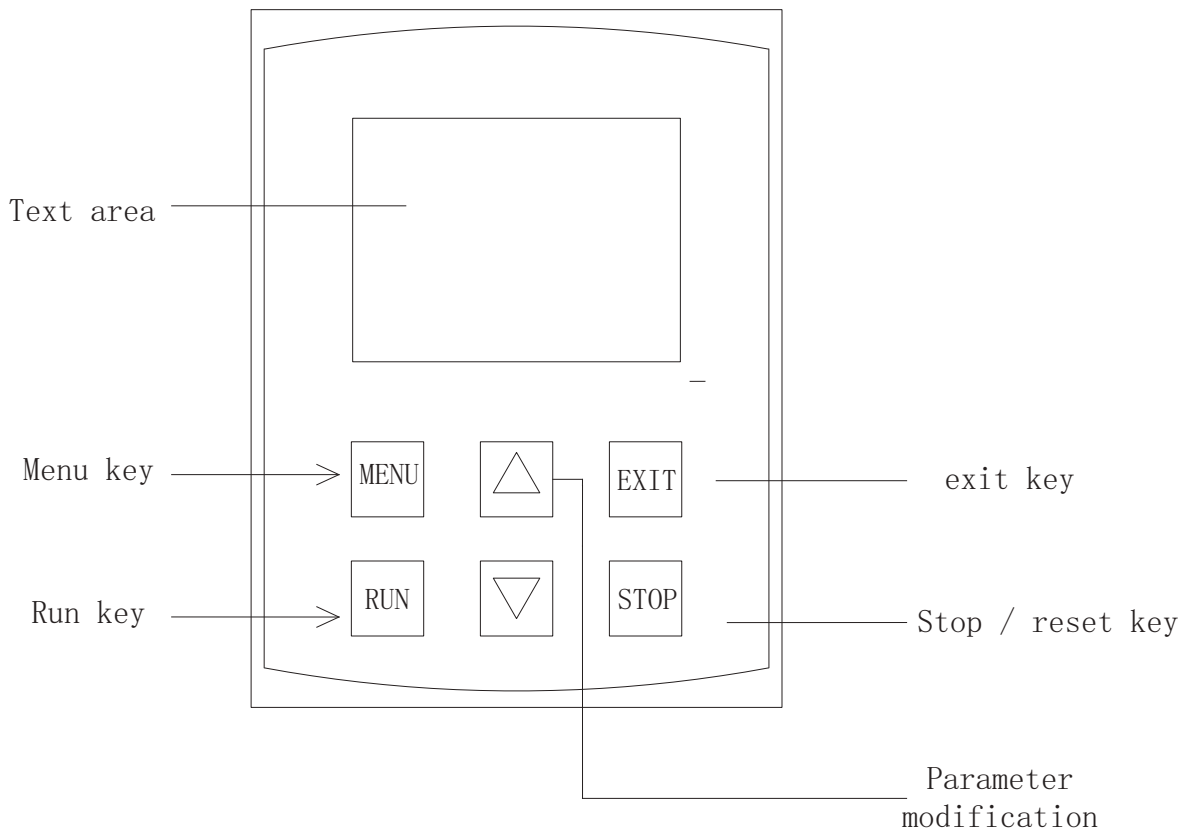 Text area
Menu key
MENU
EXIT
exit key
Run key
RUN
STOP
Stop / reset key
Parameter
modification